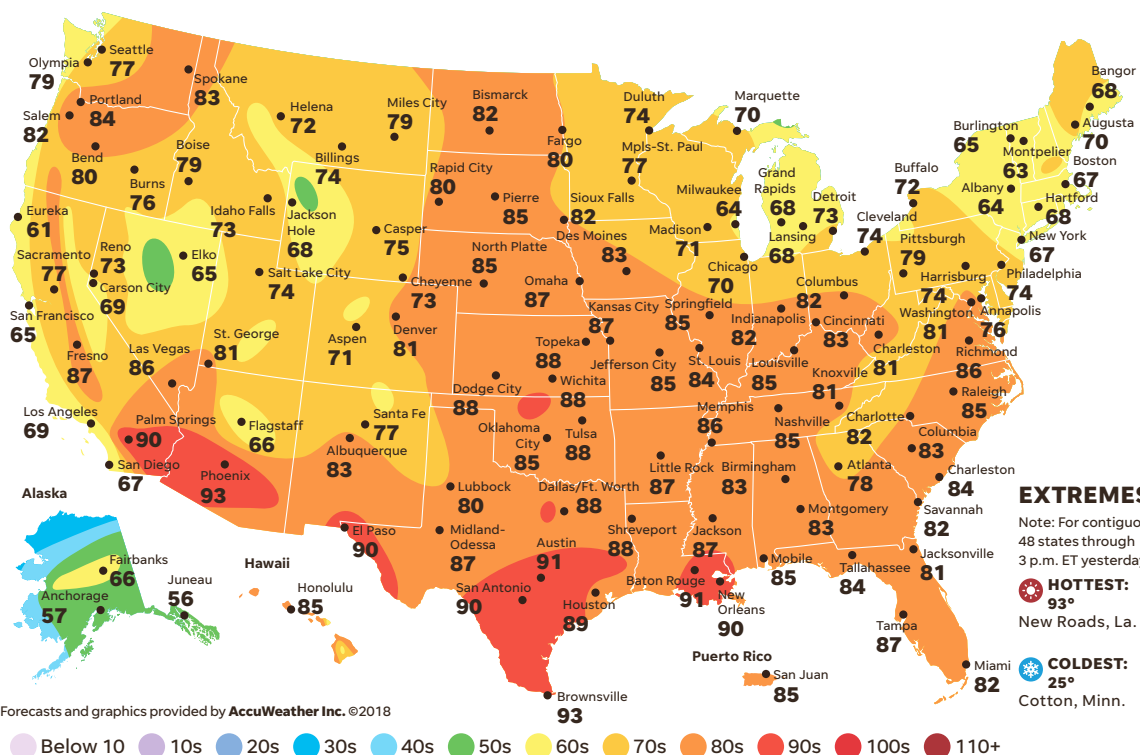 Seattle
77
Olympia
79
Spokane
83
Portland
84
Salem
82
Bend
80
Burns
76
Boise
79
Helena
72
Billings
74
Miles City
79
Bismarck
82
Fargo
80
Duluth
74
Mpls-St. Paul
77
Marquette
70
Bangor
68
Augusta
70
Burlington
65
Montpelier
63
Boston
67
Albany
64
Hartford
68
New York
67
Buffalo
72
Eureka
61
Reno
73
Carson City
69
Elko
65
Idaho Falls
73
Jackson
Hole
68
Casper
75
Rapid City
80
Pierre
85
Sioux Falls
82
Milwaukee
64
Madison
71
Grand
Rapids
68
Lansing
68
Detroit
73
Cleveland
74
Pittsburgh
79
Harrisburg
74
Philadelphia
74
Sacramento
77
San Francisco
65
Fresno
87
Salt Lake City
74
Cheyenne
73
North Platte
85
Des Moines
83
Omaha
87
Chicago
70
Springfield
85
Indianapolis
82
Columbus
82
Cincinnati
83
Washington
81
Annapolis
76
Charleston
81
Richmond
86
Las Vegas
86
St. George
81
Aspen
71
Denver
81
Kansas City
87
Topeka
88
Jefferson City
85
St. Louis
84
Louisville
85
Knoxville
81
Raleigh
85
Los Angeles
69
Palm Springs
90
San Diego
67
Flagstaff
66
Phoenix
93
Santa Fe
77
Albuquerque
83
Dodge City
88
Wichita
88
Oklahoma
City
85
Tulsa
88
Memphis
86
Nashville
85
Charlotte
82
Columbia
83
Little Rock
87
Birmingham
83
Atlanta
78
Charleston
84
Savannah
82
Lubbock
80
Dallas/Ft. Worth
88
Shreveport
88
Jackson
87
Montgomery
83
El Paso
90
Midland-
Odessa
87
Austin
91
San Antonio
90
Houston
89
Baton Rouge
91
New
Orleans
90
Mobile
85
Tallahassee
84
Jacksonville
81
Tampa
87
Miami
82
Brownsville
93
Alaska
Fairbanks
66
Anchorage
57
Juneau
56
Hawaii
Honolulu
85
Puerto Rico
San Juan
85
EXTREMES
Note: For contiguo
48 states through
3 p.m. ET yesterda
HOTTEST:
93°
New Roads, La.
COLDEST:
25°
Cotton, Minn.
Forecasts and graphics provided by AccuWeather Inc. ©2018
Below 10 10s 20s 30s 40s 50s 60s 70s 80s 90s 100s 110+